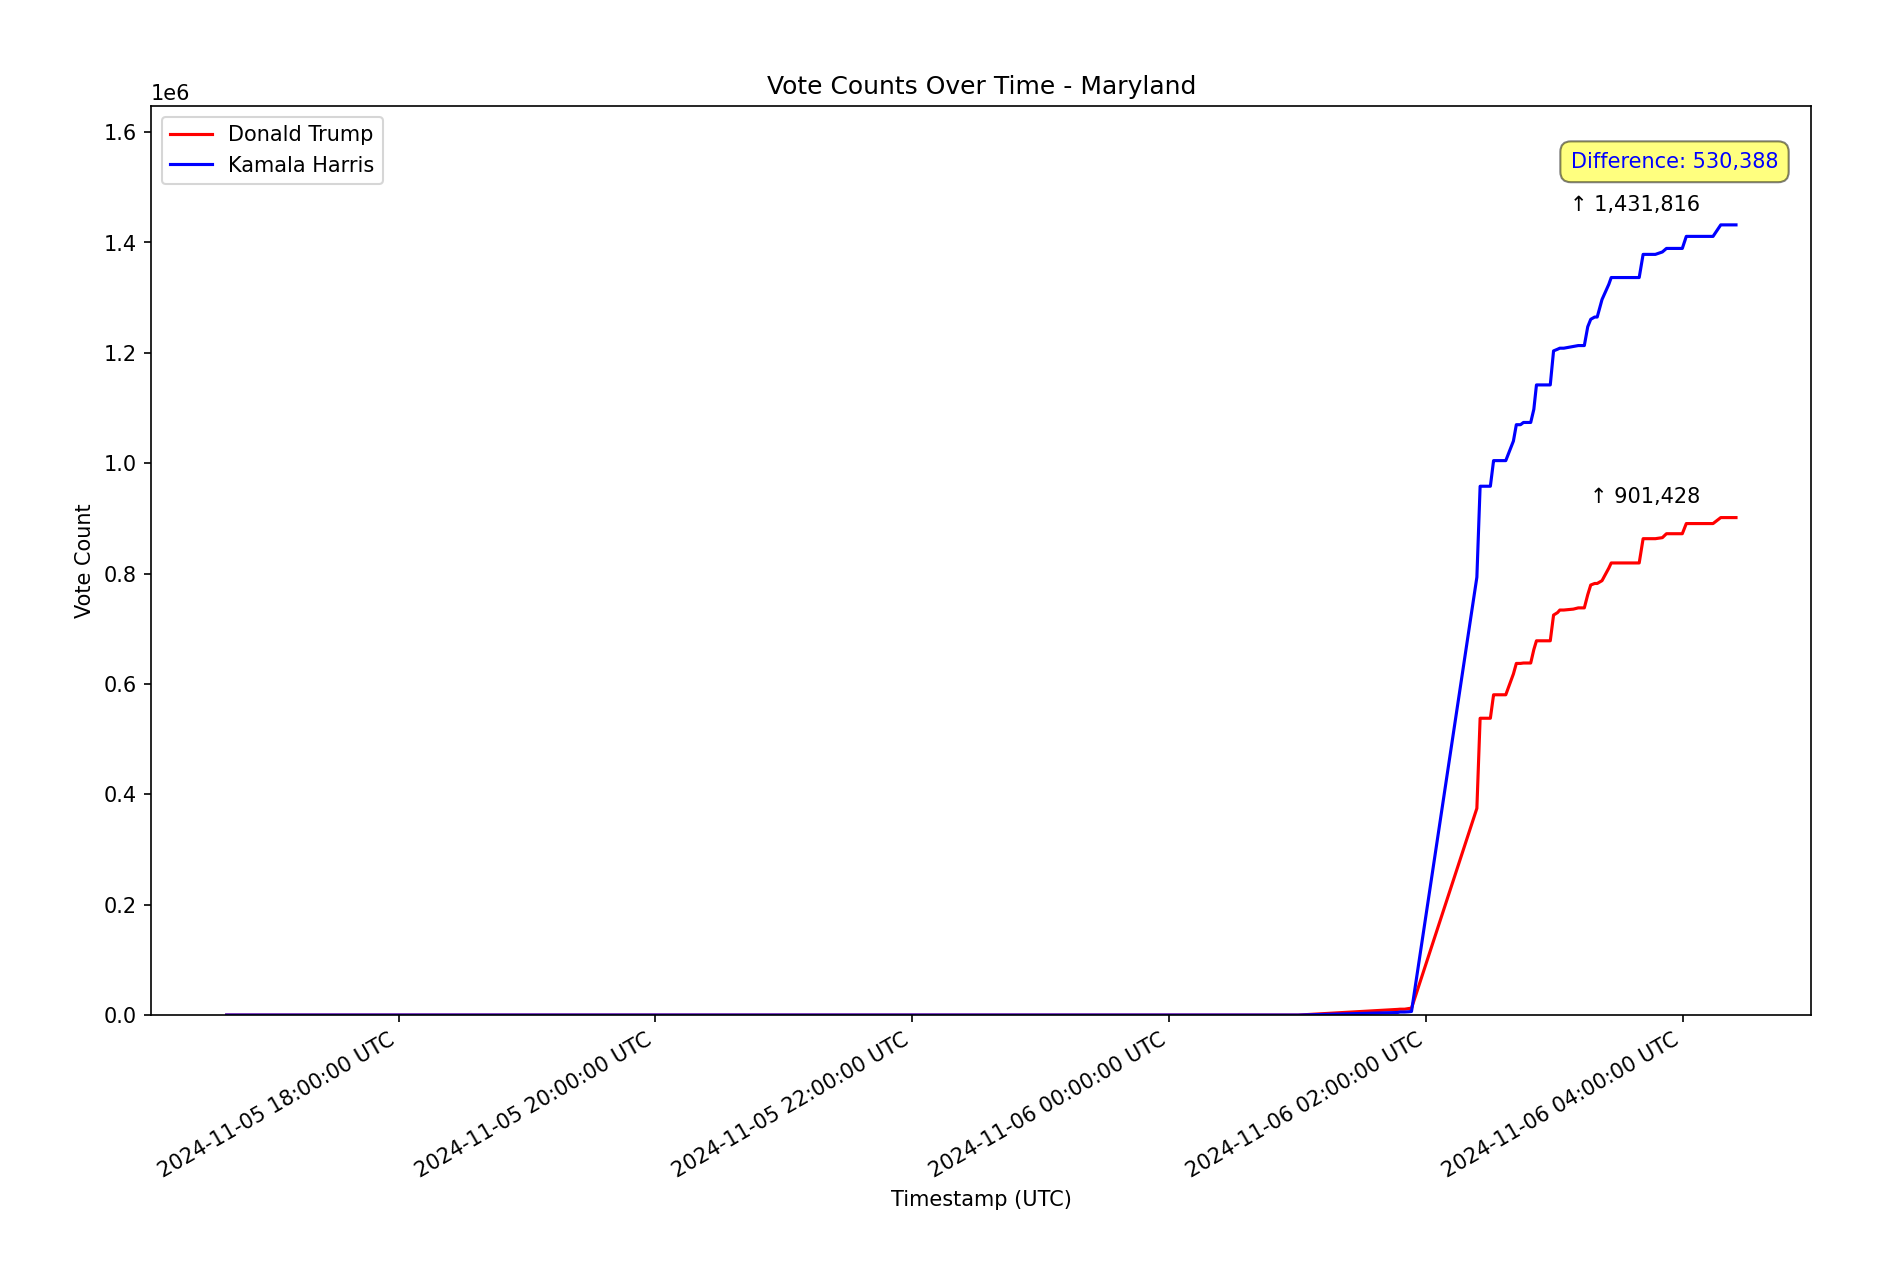 Vote Counts Over Time - Maryland
1e6
Donald Trump
Kamala Harris
Difference: 530,388
↑ 1,431,816
↑ 901,428
1.6
1.4
1.2
1.0
0.8
0.6
0.4
0.2
0.0
Vote Count
2024-11-05 18:00:00 UTC
2024-11-05 20:00:00 UTC
2024-11-05 22:00:00 UTC
2024-11-06 00:00:00 UTC
2024-11-06 02:00:00 UTC
2024-11-06 04:00:00 UTC
Timestamp (UTC)